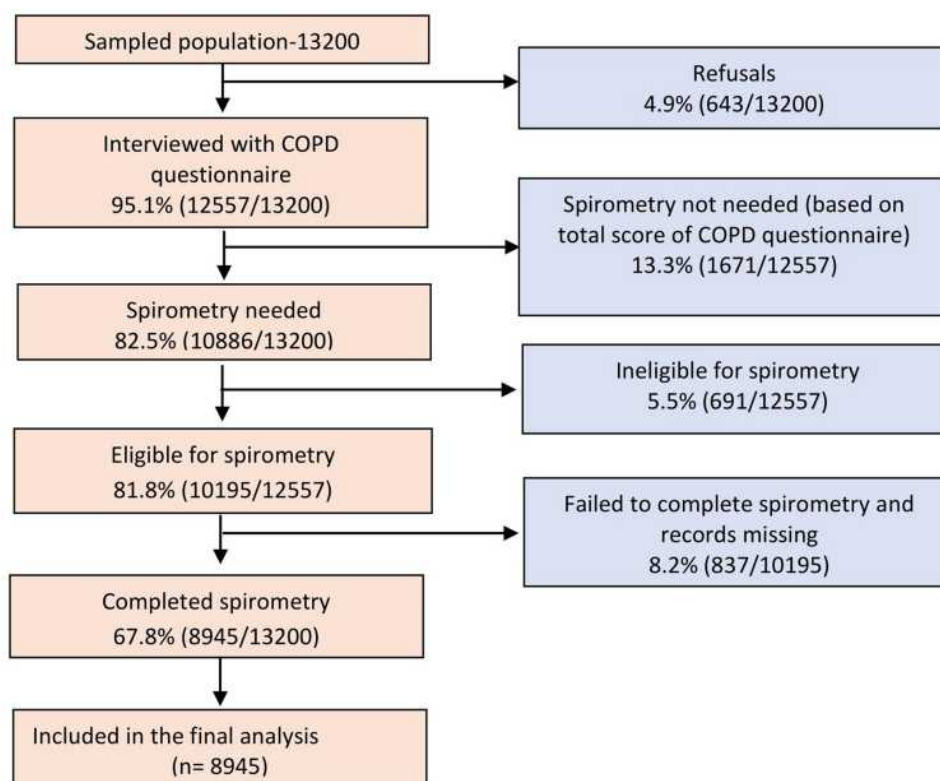 Sampled population-13200
Refusals
4.9% (643/13200)
Interviewed with COPD
questionnaire
95.1% (12557/13200)
Spirometry not needed (based on
total score of COPD questionnaire)
13.3% (1671/12557)
Spirometry needed
82.5% (10886/13200)
Ineligible for spirometry
5.5% (691/12557)
Eligible for spirometry
81.8% (10195/12557)
Failed to complete spirometry and
records missing
8.2% (837/10195)
Completed spirometry
67.8% (8945/13200)
Included in the final analysis
(n= 8945)